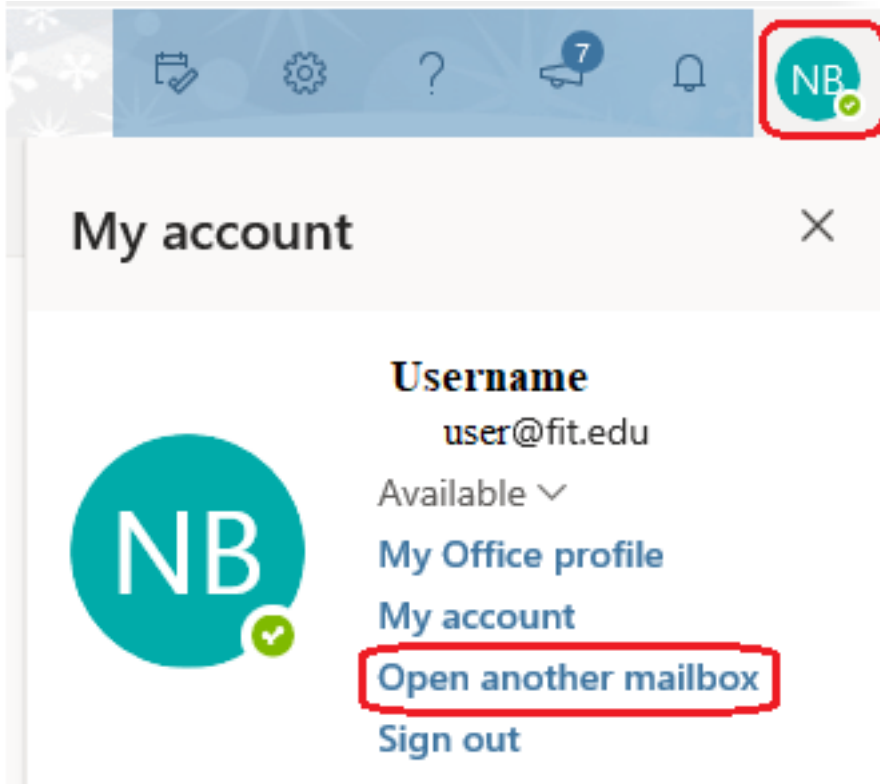 ?
7
NB
My account
Username
user@fit.edu
Available
NB
My Office profile
My account
Open another mailbox
Sign out